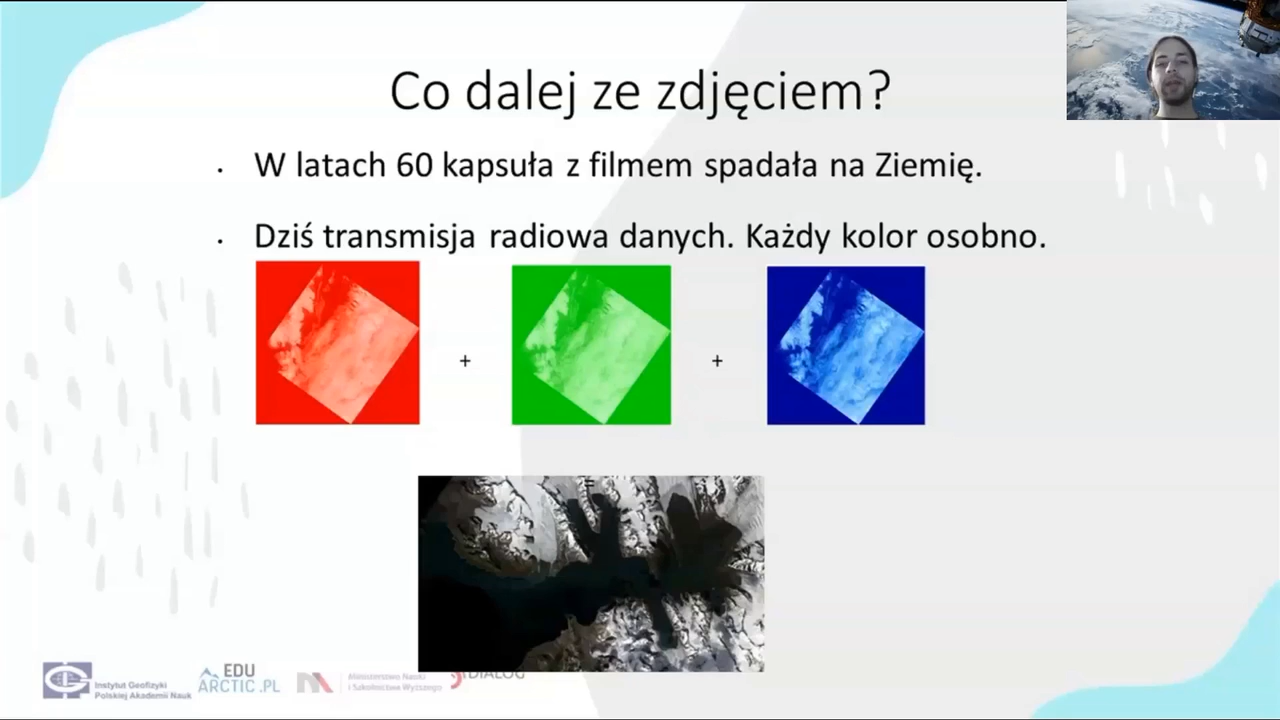 Co dalej ze zdjęciem?
W latach 60 kapsuła z filmem spadała na Ziemię.
Dziś transmisja radiowa danych. Każdy kolor osobno.
+ +
Instytut Geofizyki
Polskiej Akademii Nauk
EDU
ARCTIC.PL
Ministerstwo Nauki
i Szkolnictwa Wyższego
DIALOG